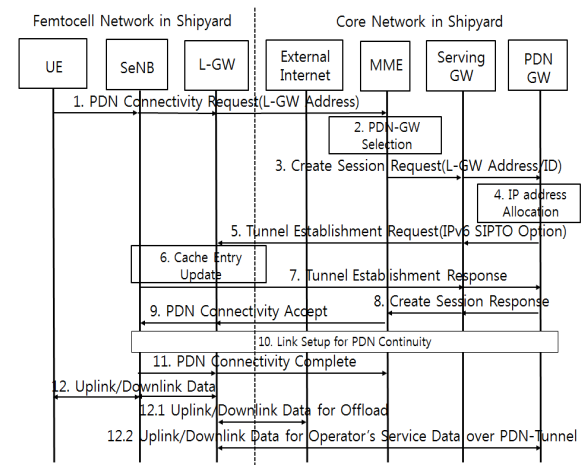 Femtocell Network in Shipyard
Core Network in Shipyard
UE
SeNB
L-GW
External
Internet
MME
Serving
GW
PDN
GW
1. PDN Connectivity Request(L-GW Address)
2. PDN-GW
Selection
3. Create Session Request(L-GW Address/ID)
4. IP address
Allocation
5. Tunnel Establishment Request(IPv6 SIPTO Option)
6. Cache Entry
Update
7. Tunnel Establishment Response
8. Create Session Response
9. PDN Connectivity Accept
10. Link Setup for PDN Continuity
11. PDN Connectivity Complete
12. Uplink/Downlink Data
12.1 Uplink/Downlink Data for Offload
12.2 Uplink/Downlink Data for Operator's Service Data over PDN-Tunnel